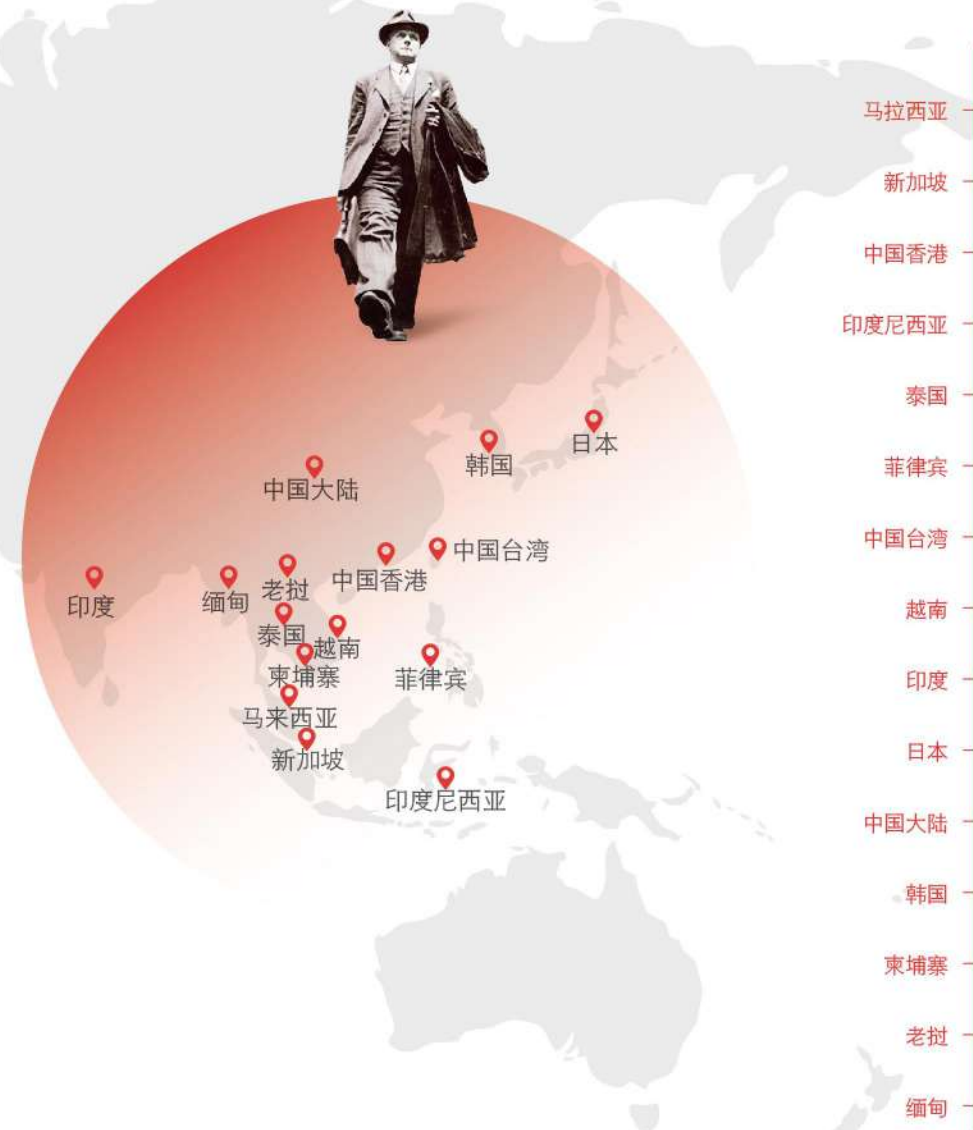 日本
韩国
中国大陆
中国台湾
中国香港
老挝
缅甸
印度
泰国
越南
柬埔寨
菲律宾
马来西亚
新加坡
印度尼西亚
马拉西亚
新加坡
中国香港
印度尼西亚
泰国
菲律宾
中国台湾
越南
印度
日本
中国大陆
韩国
柬埔寨
老挝
缅甸